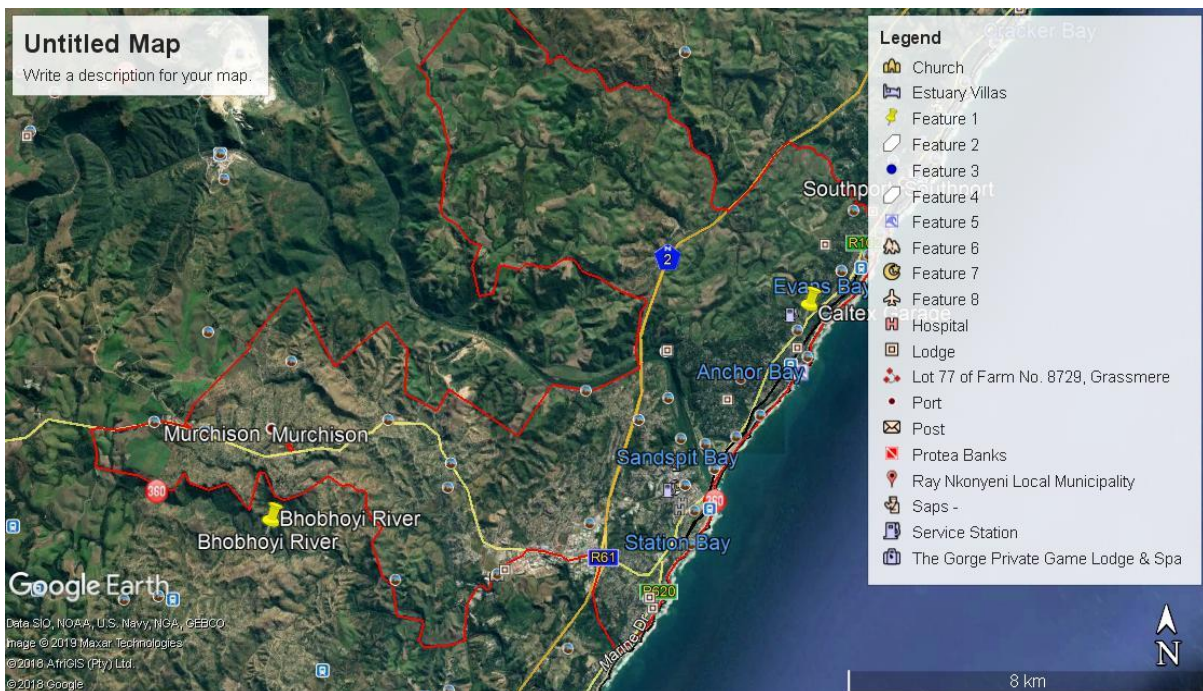 Untitled Map
Write a description for your map.
Legend
Church
Estuary Villas
Feature 1
Feature 2
Feature 3
Feature 4
Feature 5
Feature 6
Feature 7
Feature 8
Hospital
Lodge
Lot 77 of Farm No. 8729, Grassmere
Port
Post
Protea Banks
Ray Nkonyeni Local Municipality
Saps -
Service Station
The Gorge Private Game Lodge & Spa
Cracker Bay
Southport Southport
N
2
Evans Bay
Caltex Garage
Anchor Bay
Murchison Murchison
Sandspit Bay
360
360
Bhobhoyi River
Bhobhoyi River
Station Bay
R61
R620
Marine Dr
Google Earth
Data SIO, NOAA, U.S. Navy, NGA, GEBCO
Image © 2019 Maxar Technologies
©2018 AfriGIS (Pty) Ltd.
©2018 Google
N
8 km